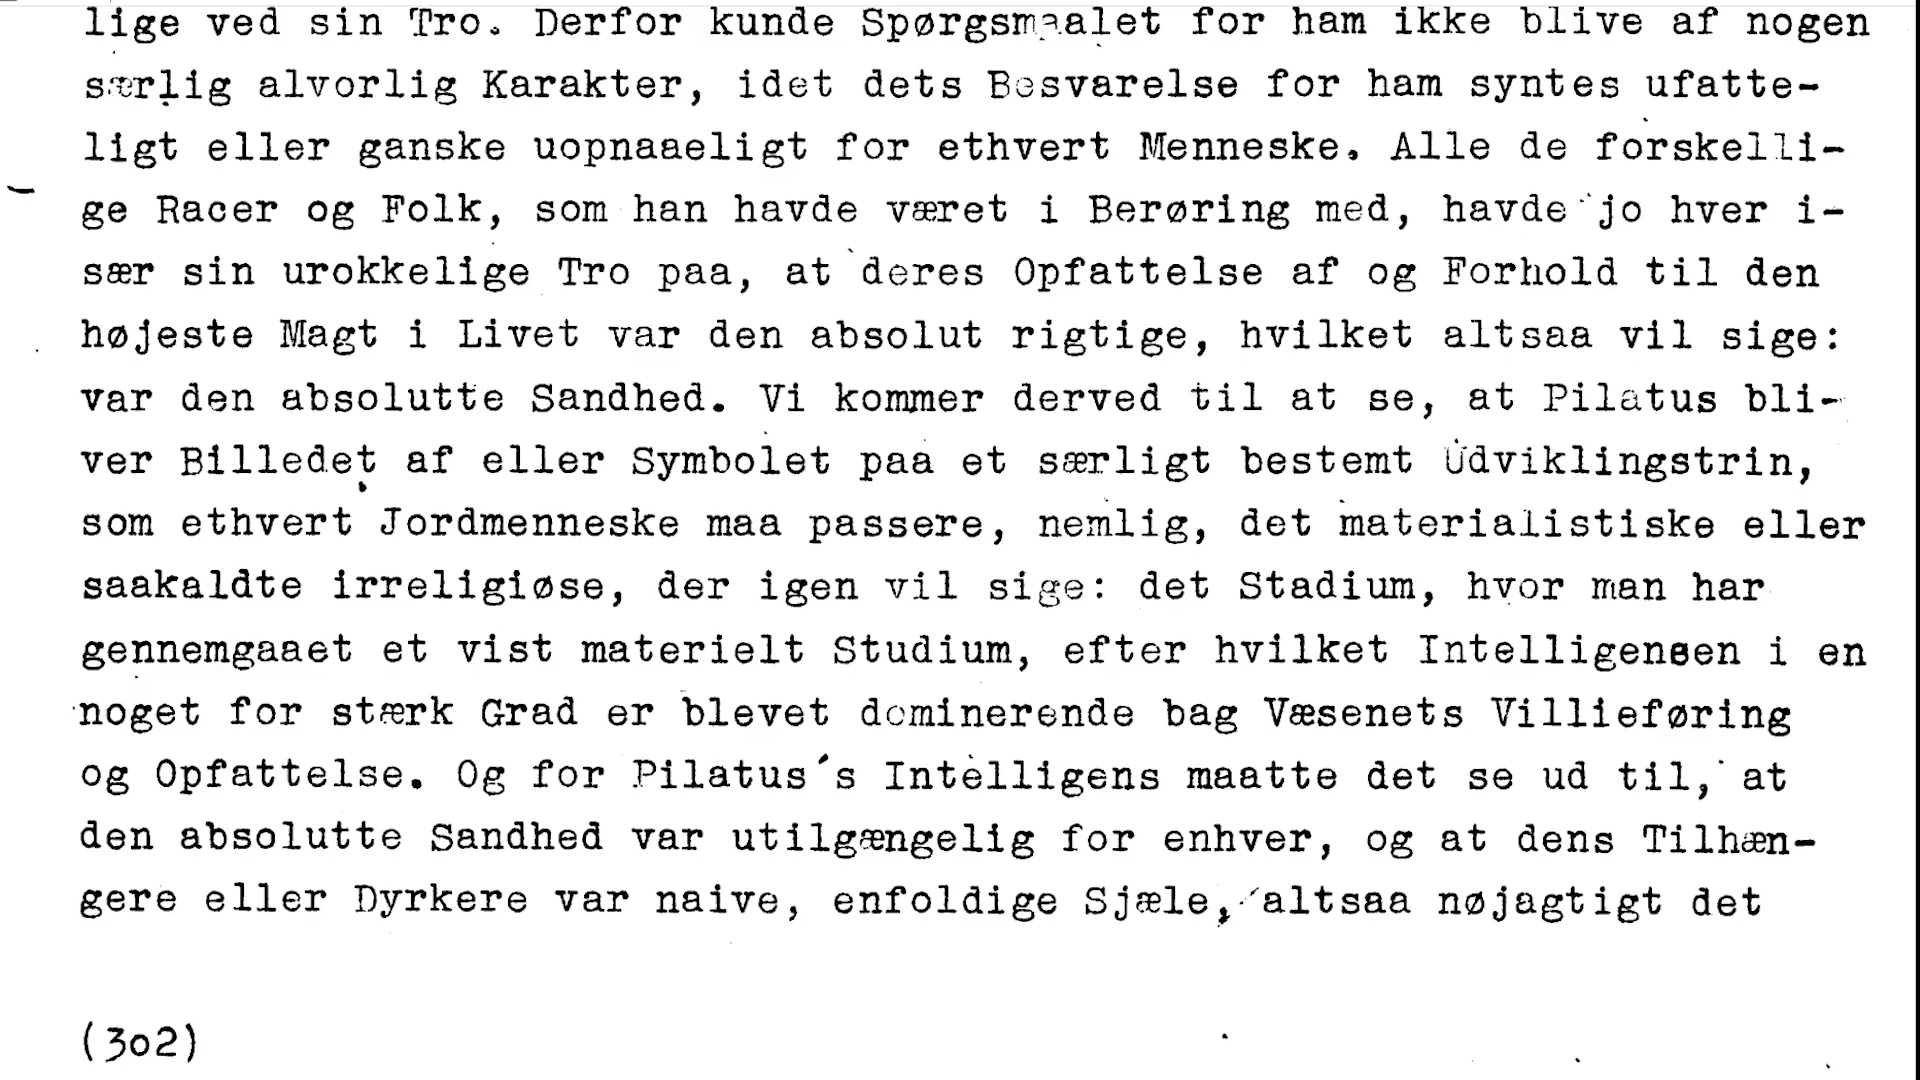 lige ved sin Tro. Derfor kunde Spørgsmaalet for ham ikke blive af nogen
særlig alvorlig Karakter, idet dets Besvarelse for ham syntes ufatte-
ligt eller ganske uopnaaeligt for ethvert Menneske. Alle de forskelli-
ge Racer og Folk, som han havde været i Berøring med, havde jo hver i-
sær sin urokkelige Tro paa, at deres Opfattelse af og Forhold til den
højeste Magt i Livet var den absolut rigtige, hvilket altsaa vil sige:
var den absolutte Sandhed. Vi kommer derved til at se, at Pilatus bli-
ver Billedet af eller Symbolet paa et særligt bestemt Udviklingstrin,
som ethvert Jordmenneske maa passere, nemlig, det materialistiske eller
saakaldte irreligiøse, der igen vil sige: det Stadium, hvor man har
gennemgaaet et vist materielt Studium, efter hvilket Intelligensen i en
noget for stærk Grad er blevet dominerende bag Væsenets Villieføring
og Opfattelse. Og for Pilatus's Intelligens maatte det se ud til, at
den absolutte Sandhed var utilgængelig for enhver, og at dens Tilhæn-
gere eller Dyrkere var naive, enfoldige Sjæle, altsaa nøjagtigt det
(302)